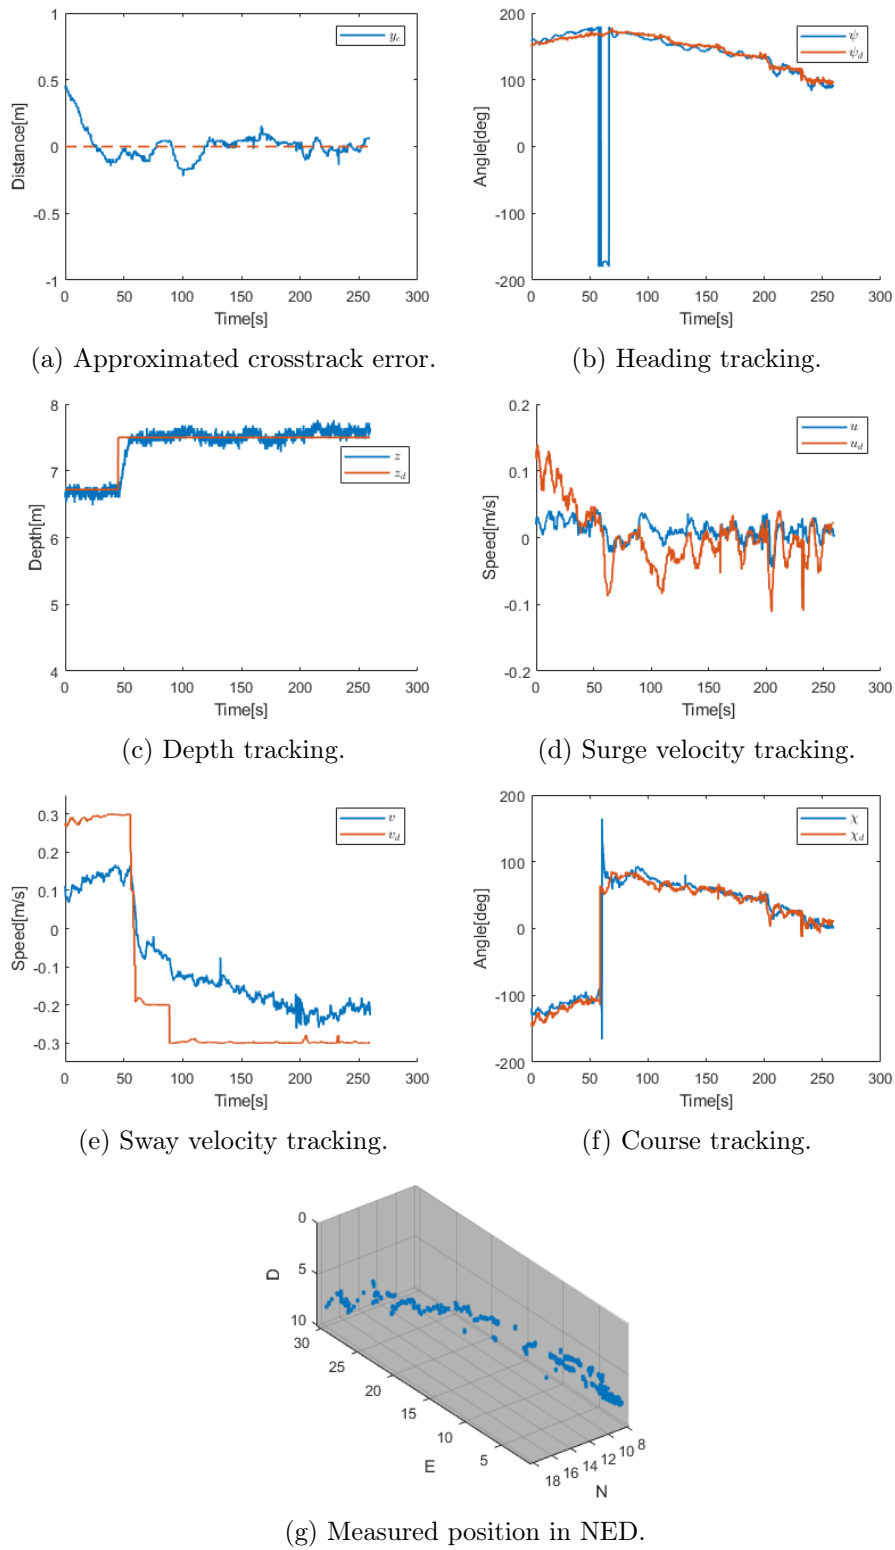 1
0.5
0
-0.5
-1
Distance[m]
0 50 100 150 200 250 300
Time[s]
y_e
(a) Approximated crosstrack error.
200
100
0
-100
-200
Angle[deg]
0 50 100 150 200 250 300
Time[s]
ψ
ψ_d
(b) Heading tracking.
8
7
6
5
4
Depth[m]
0 50 100 150 200 250 300
Time[s]
z
z_d
(c) Depth tracking.
0.2
0.1
0
-0.1
-0.2
Speed[m/s]
0 50 100 150 200 250 300
Time[s]
u
u_d
(d) Surge velocity tracking.
0.3
0.2
0.1
0
-0.1
-0.2
-0.3
Speed[m/s]
0 50 100 150 200 250 300
Time[s]
v
v_d
(e) Sway velocity tracking.
200
100
0
-100
-200
Angle[deg]
0 50 100 150 200 250 300
Time[s]
χ
χ_d
(f) Course tracking.
0
5
10
D
30
25
20
15
10
5
E
18 16 14 12 10 8
N
(g) Measured position in NED.